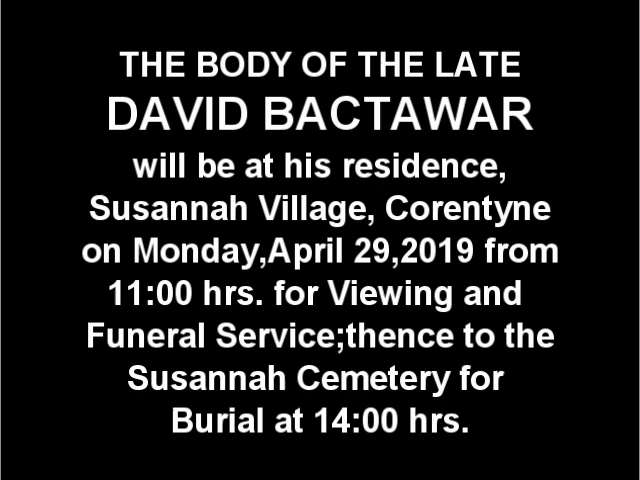 THE BODY OF THE LATE
DAVID BACTAWAR
will be at his residence,
Susannah Village, Corentyne
on Monday,April 29,2019 from
11:00 hrs. for Viewing and
Funeral Service;thence to the
Susannah Cemetery for
Burial at 14:00 hrs.